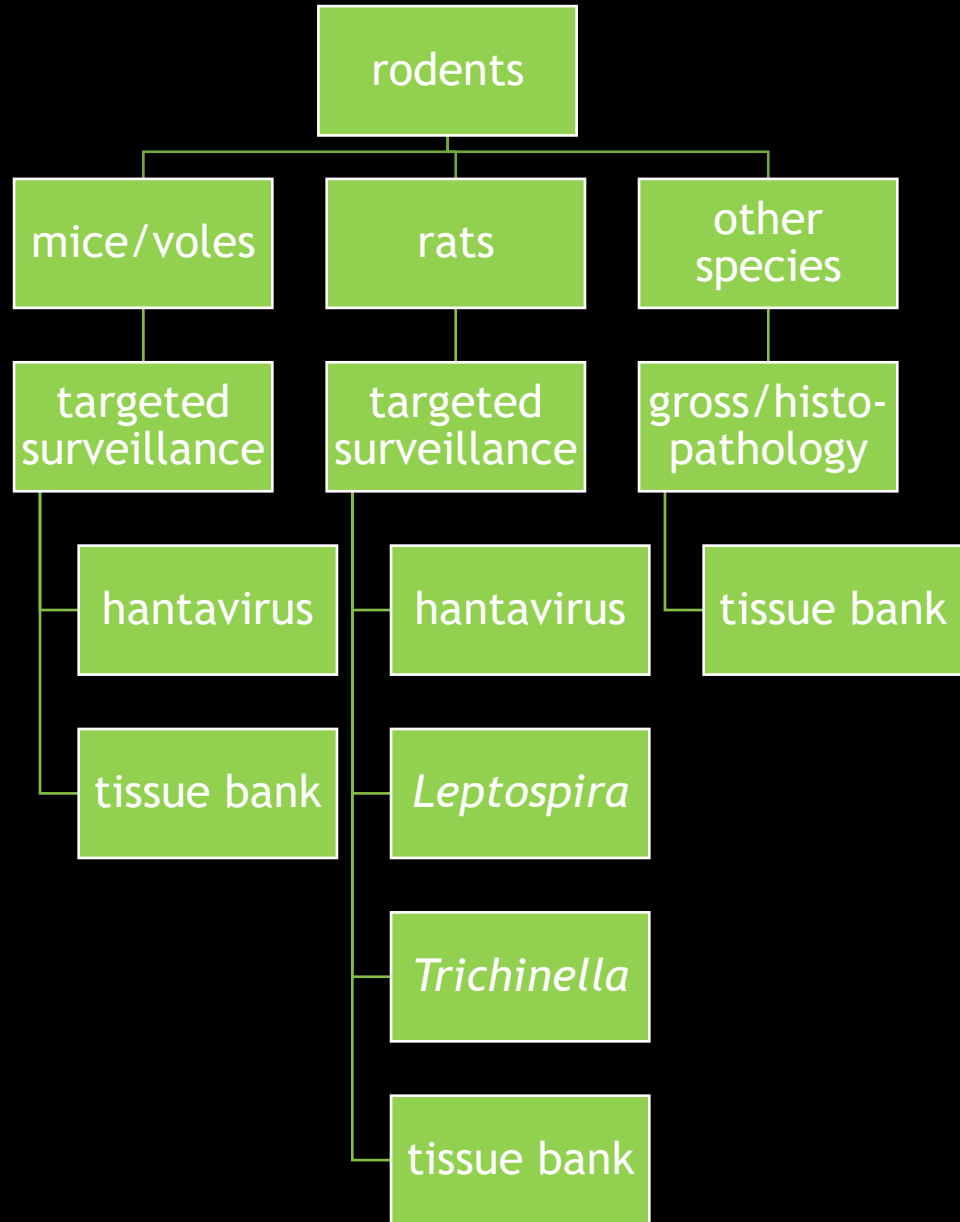 rodents
mice/voles
rats
other
species
targeted
surveillance
targeted
surveillance
gross/histo-
pathology
hantavirus
hantavirus
tissue bank
tissue bank
Leptospira
Trichinella
tissue bank